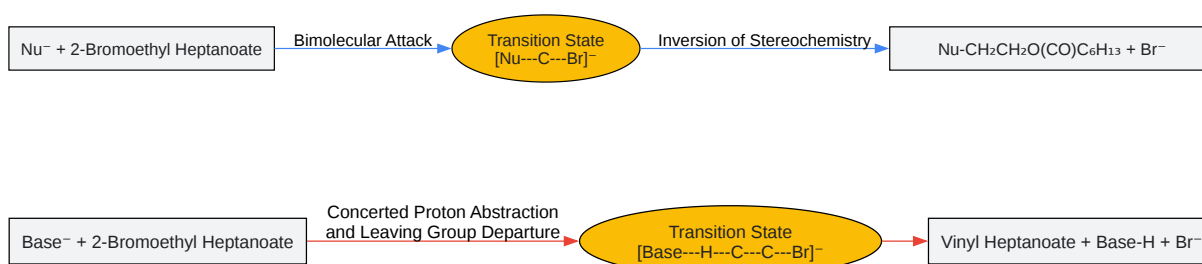 Nu⁻ + 2-Bromoethyl Heptanoate
Bimolecular Attack
Transition State
[Nu---C---Br]⁻
Inversion of Stereochemistry
Nu-CH₂CH₂O(CO)C₆H₁₃ + Br⁻
Base⁻ + 2-Bromoethyl Heptanoate
Concerted Proton Abstraction
and Leaving Group Departure
Transition State
[Base---H---C---C---Br]⁻
Vinyl Heptanoate + Base-H + Br⁻